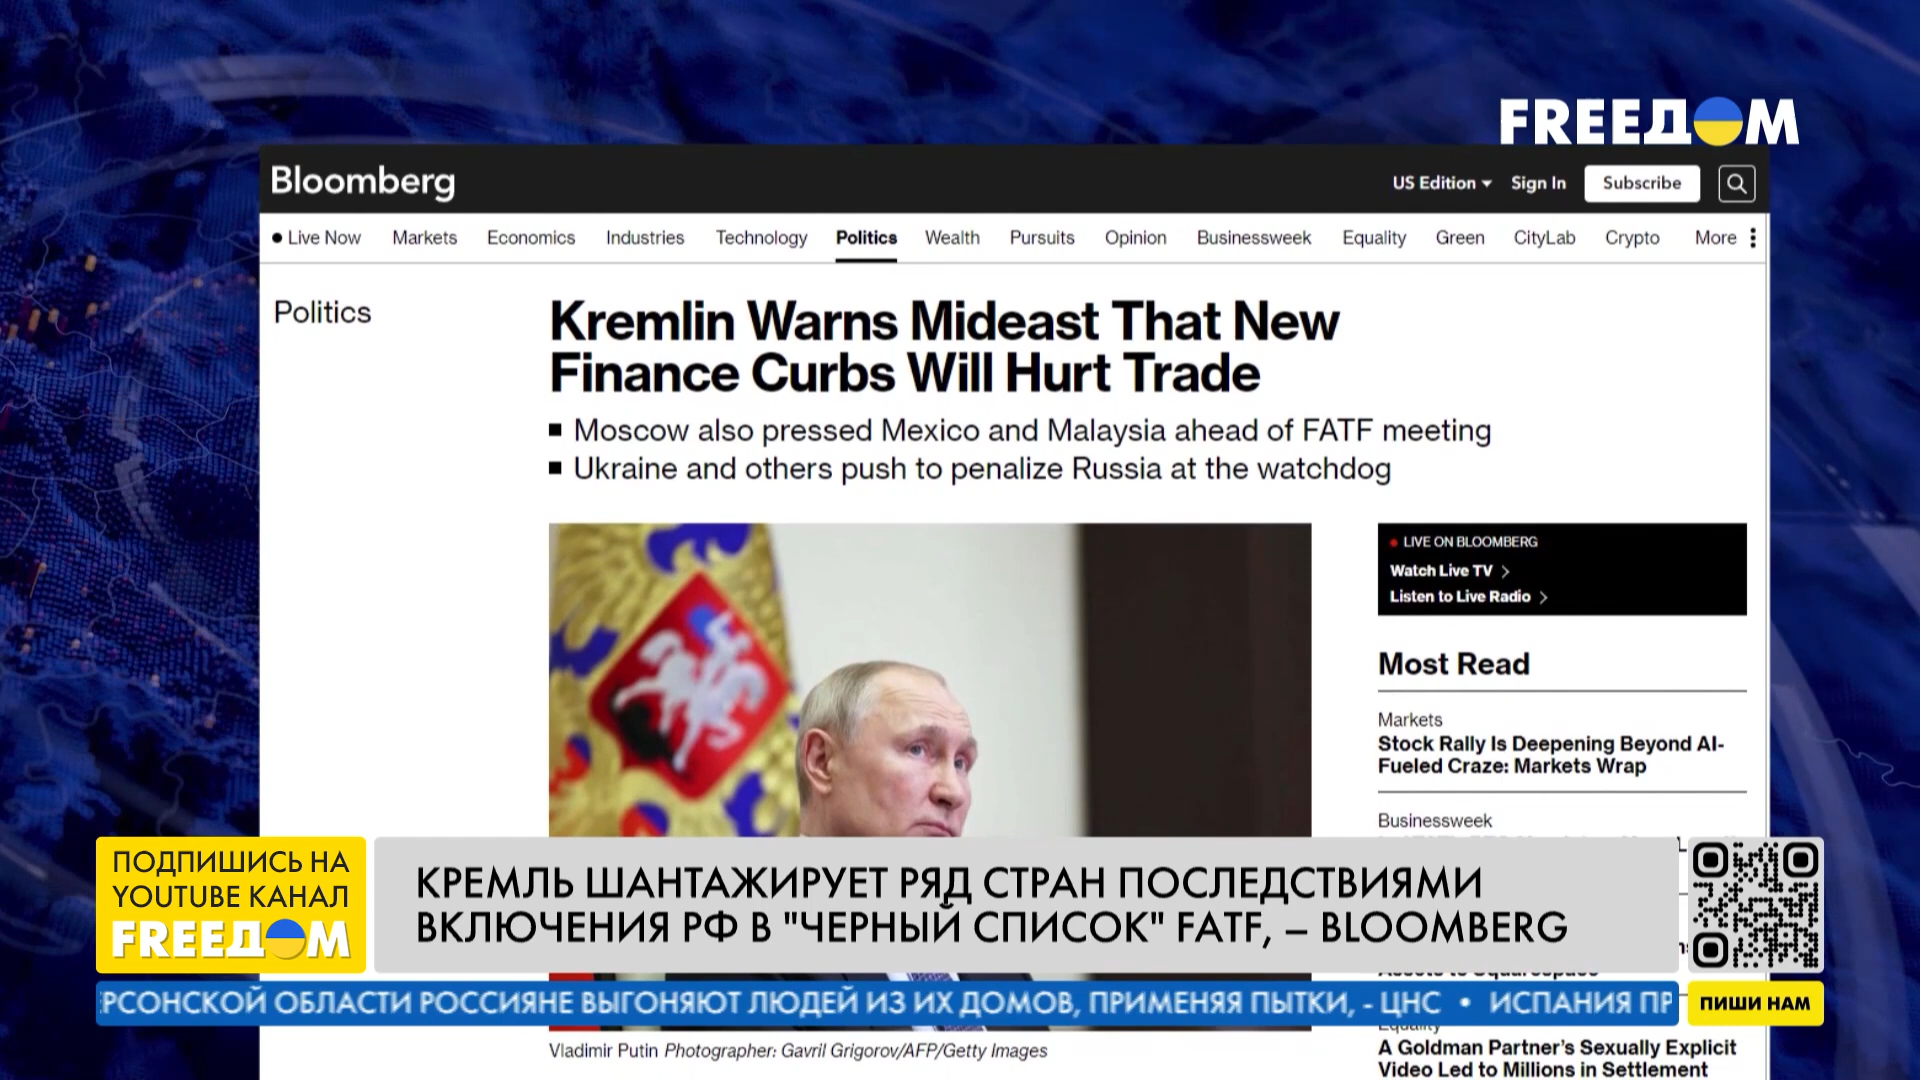 FREEДOM
Bloomberg
US Edition
Sign In
Subscribe
Live Now
Markets
Economics
Industries
Technology
Politics
Wealth
Pursuits
Opinion
Businessweek
Equality
Green
CityLab
Crypto
More
Politics
Kremlin Warns Mideast That New
Finance Curbs Will Hurt Trade
Moscow also pressed Mexico and Malaysia ahead of FATF meeting
Ukraine and others push to penalize Russia at the watchdog
LIVE ON BLOOMBERG
Watch Live TV
Listen to Live Radio
Most Read
Markets
Stock Rally Is Deepening Beyond AI-
Fueled Craze: Markets Wrap
Businessweek
ПОДПИШИСЬ НА
YOUTUBE КАНАЛ
FREEДOM
КРЕМЛЬ ШАНТАЖИРУЕТ РЯД СТРАН ПОСЛЕДСТВИЯМИ
ВКЛЮЧЕНИЯ РФ В "ЧЕРНЫЙ СПИСОК" FATF, – BLOOMBERG
Assets to Squarespace
ЕРСОНСКОЙ ОБЛАСТИ РОССИЯНЕ ВЫГОНЯЮТ ЛЮДЕЙ ИЗ ИХ ДОМОВ, ПРИМЕНЯЯ ПЫТКИ, - ЦНС • ИСПАНИЯ ПР
ПИШИ НАМ
Equality
Vladimir Putin Photographer: Gavril Grigorov/AFP/Getty Images
A Goldman Partner's Sexually Explicit
Video Led to Millions in Settlement